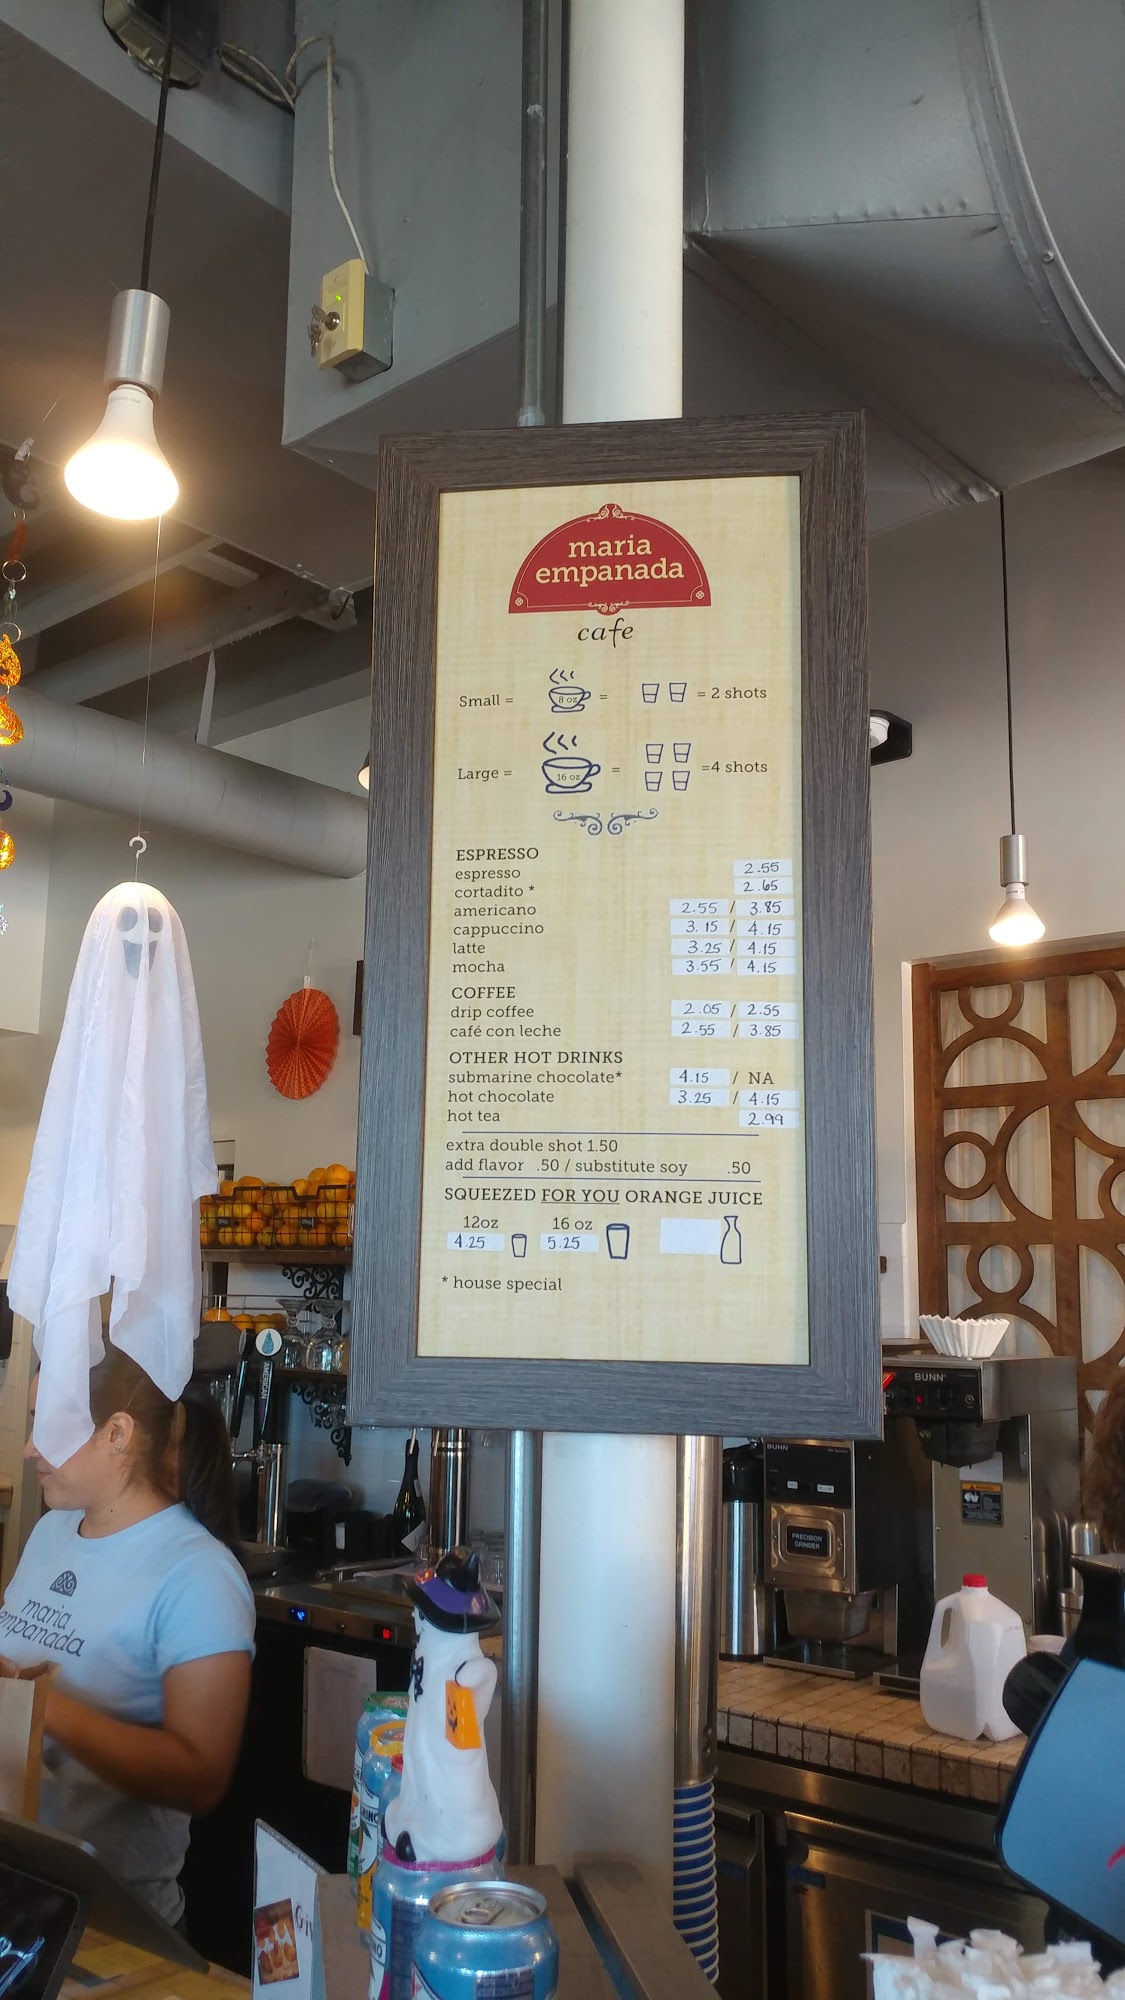 maria
empanada
cafe
Small = 8 oz = = 2 shots
Large = 16 oz = =4 shots
ESPRESSO
espresso 2.55
cortadito * 2.65
americano 2.55 / 3.85
cappuccino 3.15 / 4.15
latte 3.25 / 4.15
mocha 3.55 / 4.15
COFFEE
drip coffee 2.05 / 2.55
café con leche 2.55 / 3.85
OTHER HOT DRINKS
submarine chocolate* 4.15 / NA
hot chocolate 3.25 / 4.15
hot tea 2.99
extra double shot 1.50
add flavor .50 / substitute soy .50
SQUEEZED FOR YOU ORANGE JUICE
12oz 16 oz
4.25 5.25
* house special
AMERICAN
BUNN
BUNN
PRECISION
GRINDER
maria
empanada